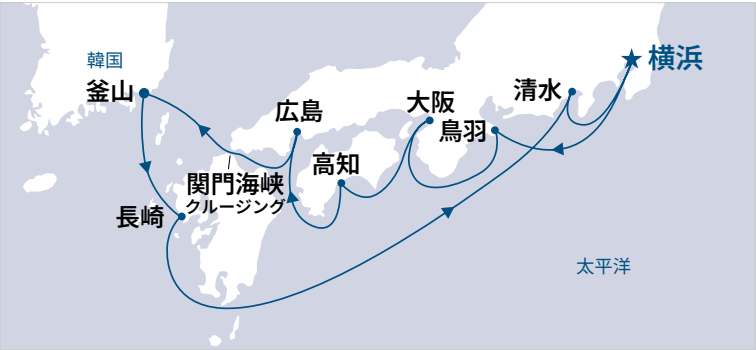 韓国
釜山
広島
大阪
鳥羽
清水
★横浜
高知
関門海峡
クルージング
長崎
太平洋